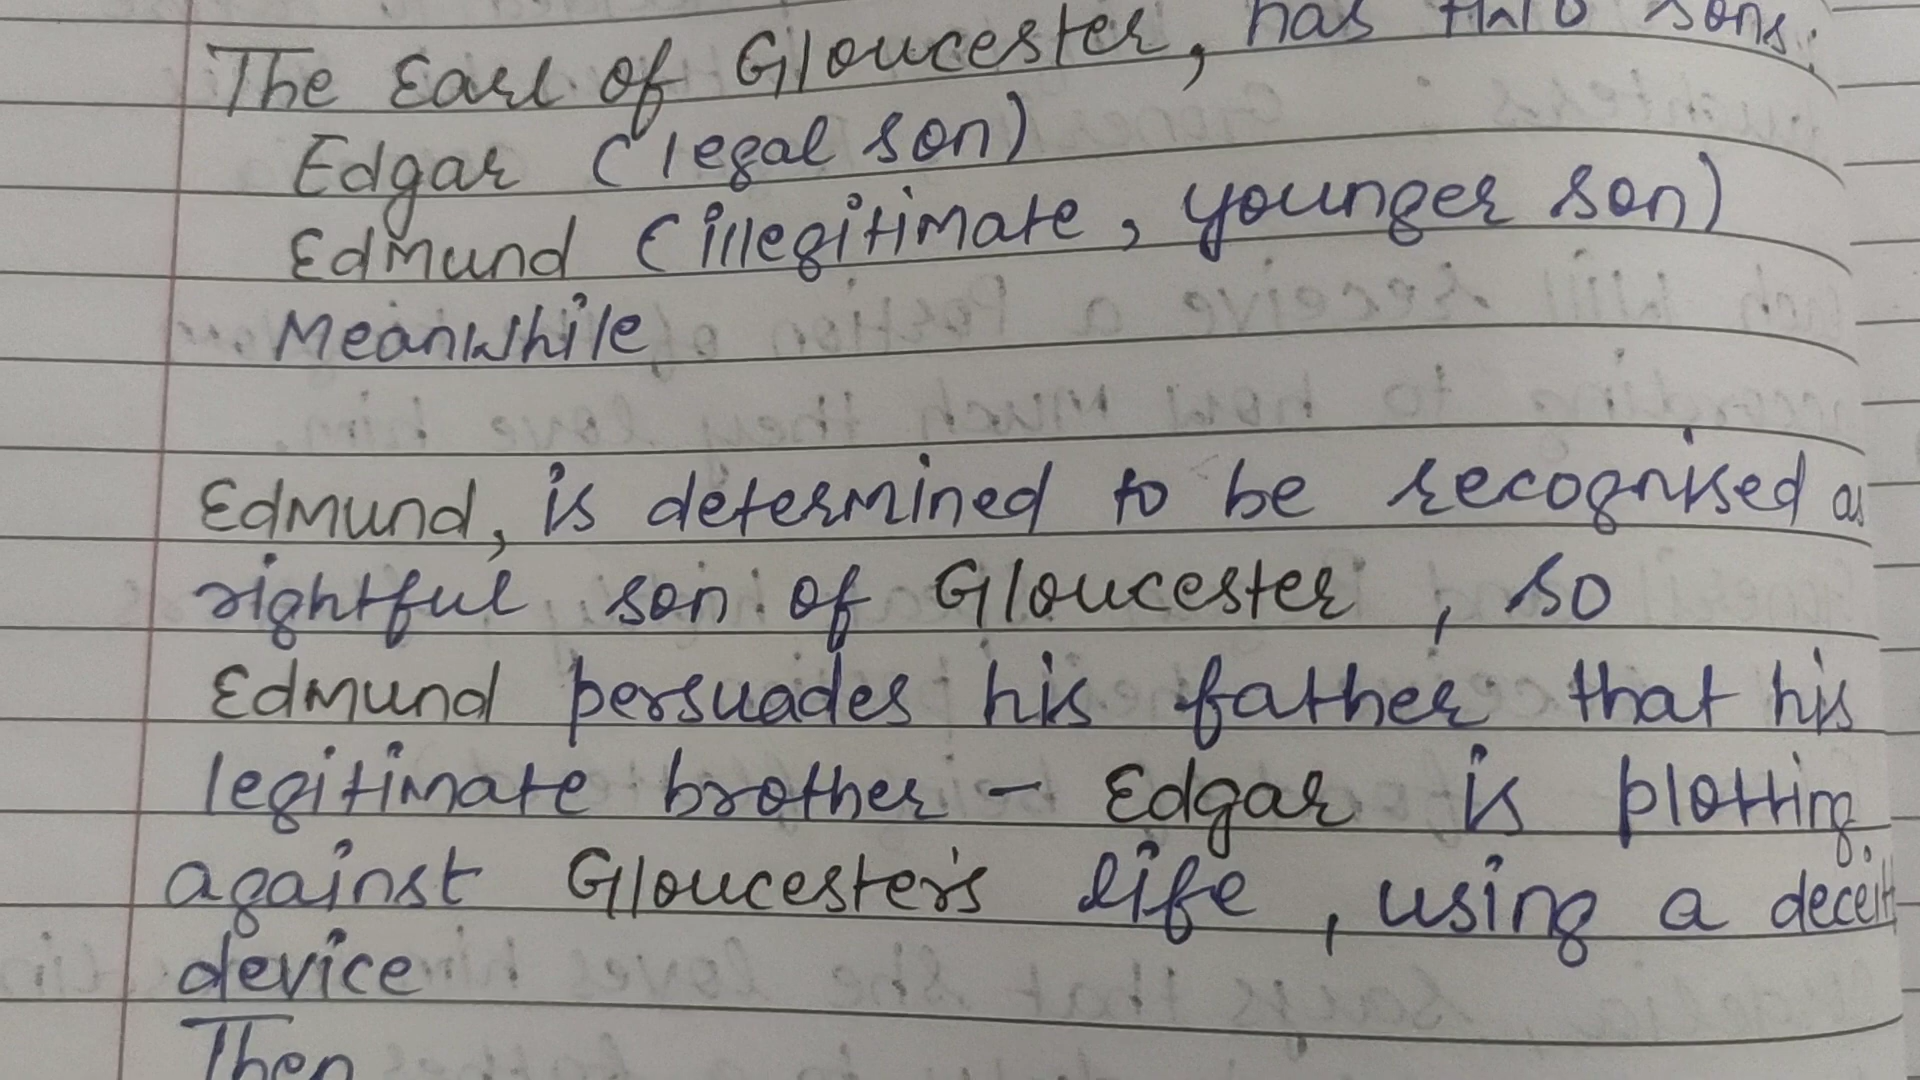 The Earl of Gloucester, has two sons.
Edgar (legal son)
Edmund (illegitimate, younger son)
Meanwhile
Edmund, is determined to be recognised as
rightful son of Gloucester, so
Edmund persuades his father that his
legitimate brother - Edgar is plotting
against Gloucester's life, using a deceit
device
Then